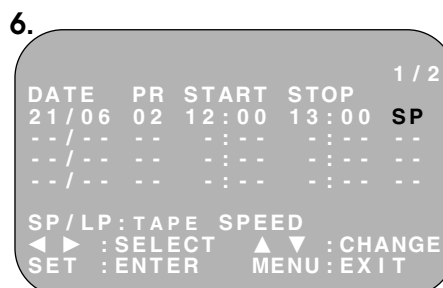 6.
1/2
DATE PR START STOP
21/06 02 12:00 13:00 SP
--/-- -- -:-- -:-- --
--/-- -- -:-- -:-- --
--/-- -- -:-- -:-- --
SP/LP:TAPE SPEED
◄ ► :SELECT ▲ ▼ :CHANGE
SET :ENTER MENU:EXIT